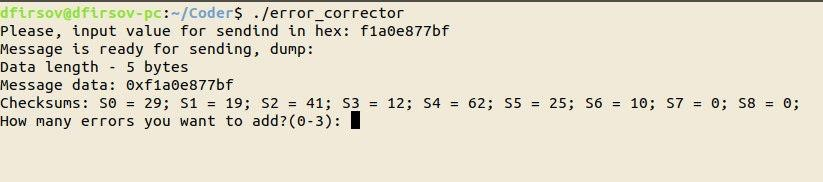 dfirsov@dfirsov-pc:~/Coder$ ./error_corrector
Please, input value for sendind in hex: f1a0e877bf
Message is ready for sending, dump:
Data length - 5 bytes
Message data: 0xf1a0e877bf
Checksums: S0 = 29; S1 = 19; S2 = 41; S3 = 12; S4 = 62; S5 = 25; S6 = 10; S7 = 0; S8 = 0;
How many errors you want to add?(0-3):